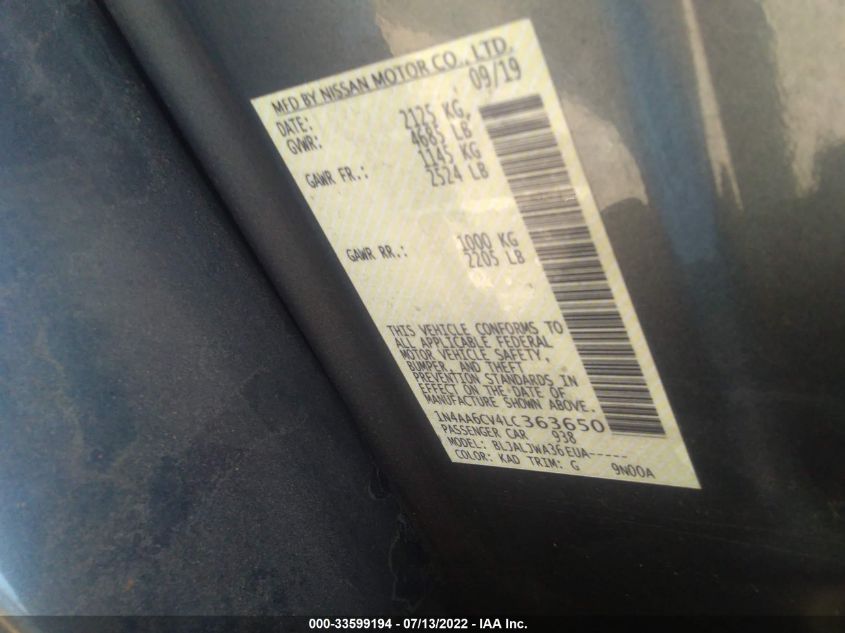 MFD BY NISSAN MOTOR CO., LTD.
DATE: 09/19
GVWR: 2125 KG,
4685 LB
GAWR FR.: 1145 KG
2524 LB
GAWR RR.: 1000 KG
2205 LB
THIS VEHICLE CONFORMS TO
ALL APPLICABLE FEDERAL
MOTOR VEHICLE SAFETY,
BUMPER, AND THEFT
PREVENTION STANDARDS IN
EFFECT ON THE DATE OF
MANUFACTURE SHOWN ABOVE.
1N4AA6CV4LC363650
PASSENGER CAR 938
MODEL: BLJALJWA36EUA-----
COLOR: KAD TRIM: G 9N00A
000-33599194 - 07/13/2022 - IAA Inc.